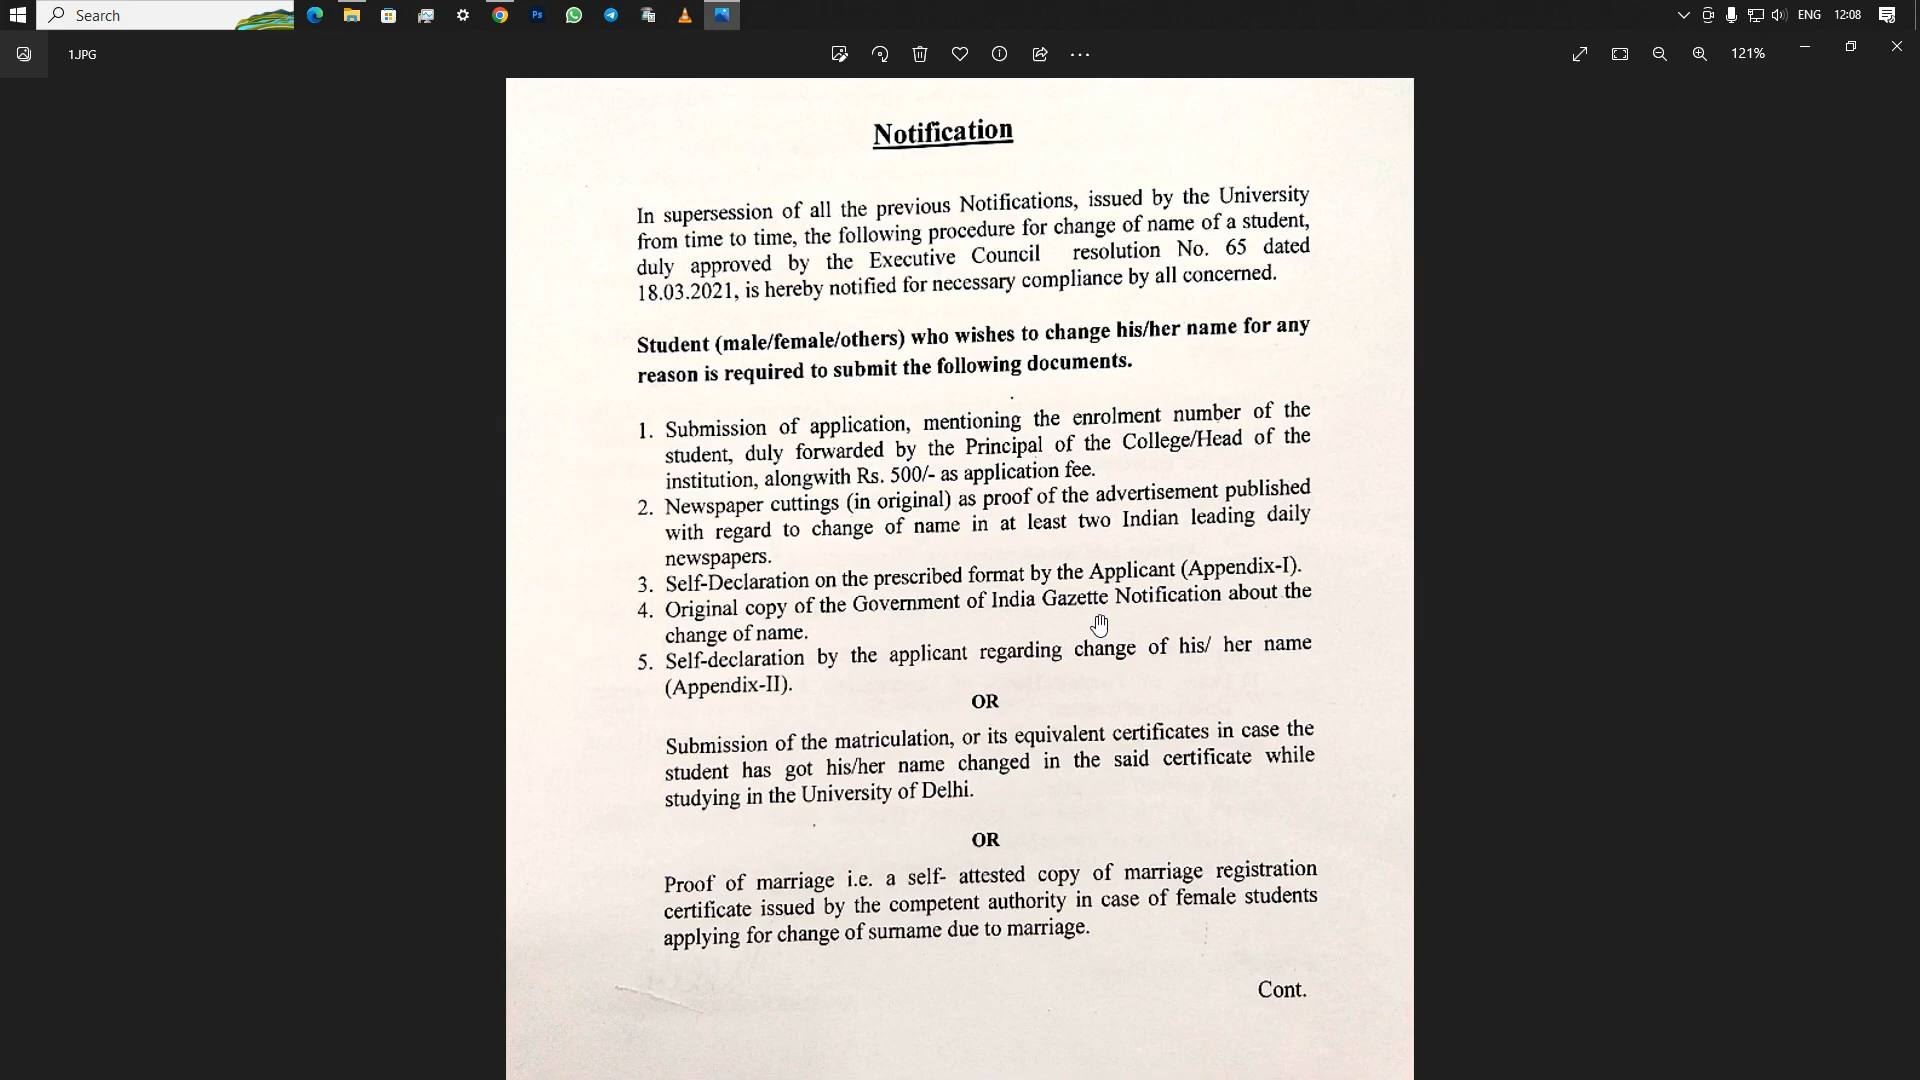 Search
ENG
12:08
1.JPG
121%
Notification
In supersession of all the previous Notifications, issued by the University
from time to time, the following procedure for change of name of a student,
duly approved by the Executive Council resolution No. 65 dated
18.03.2021, is hereby notified for necessary compliance by all concerned.
Student (male/female/others) who wishes to change his/her name for any
reason is required to submit the following documents.
1. Submission of application, mentioning the enrolment number of the
student, duly forwarded by the Principal of the College/Head of the
institution, alongwith Rs. 500/- as application fee.
2. Newspaper cuttings (in original) as proof of the advertisement published
with regard to change of name in at least two Indian leading daily
newspapers.
3. Self-Declaration on the prescribed format by the Applicant (Appendix-I).
4. Original copy of the Government of India Gazette Notification about the
change of name.
5. Self-declaration by the applicant regarding change of his/ her name
(Appendix-II).
OR
Submission of the matriculation, or its equivalent certificates in case the
student has got his/her name changed in the said certificate while
studying in the University of Delhi.
OR
Proof of marriage i.e. a self- attested copy of marriage registration
certificate issued by the competent authority in case of female students
applying for change of surname due to marriage.
Cont.